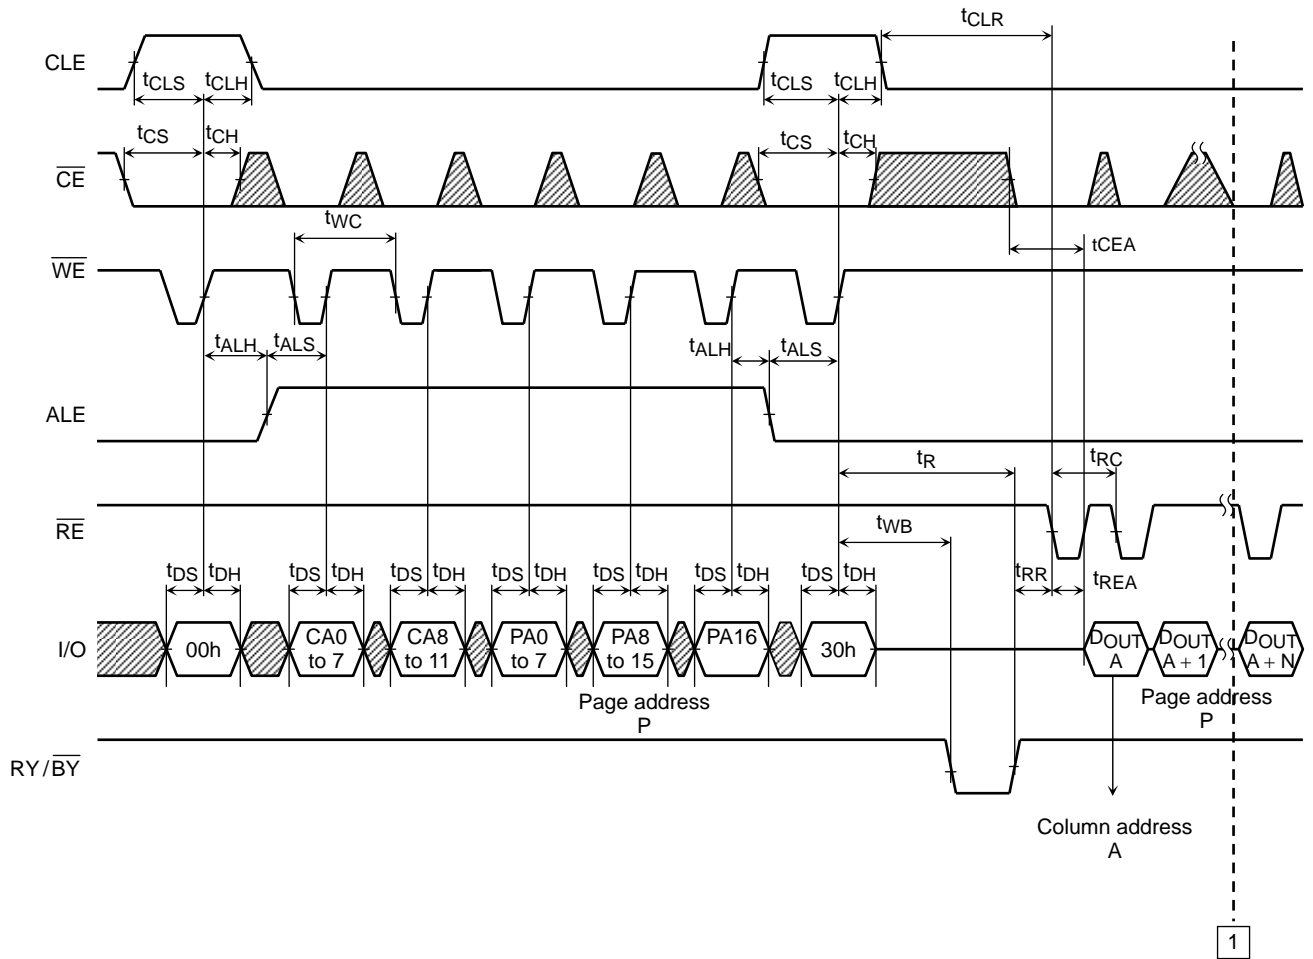 tCLR
CLE
tCLS tCLH tCLS tCLH
tCS tCH tCS tCH
CE
tWC
tCEA
WE
tALH tALS tALH tALS
ALE
tR tRC
RE
tWB
tDS tDH tDS tDH tDS tDH tDS tDH tDS tDH tDS tDH tDS tDH tRR tREA
I/O 00h CA0 to 7 CA8 to 11 PA0 to 7 PA8 to 15 PA16 30h DOUT A DOUT A + 1 DOUT A + N
Page address
P
Page address
P
RY/BY
Column address
A
1